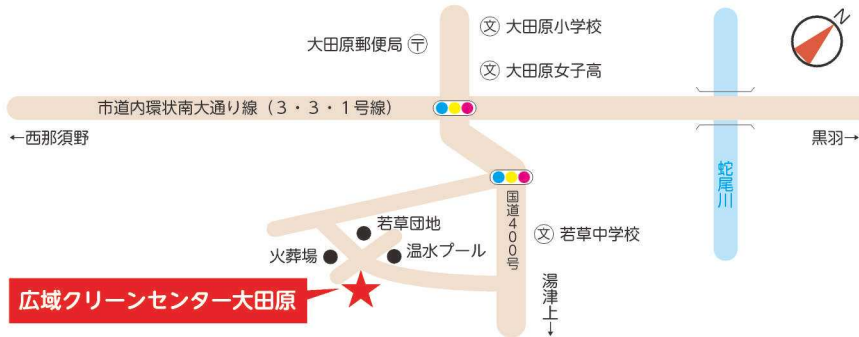 N
大田原郵便局 〒
文 大田原小学校
文 大田原女子高
市道内環状南大通り線（３・３・１号線）
←西那須野
黒羽→
蛇尾川
国道４００号
文 若草中学校
若草団地
火葬場
温水プール
広域クリーンセンター大田原
湯津上→